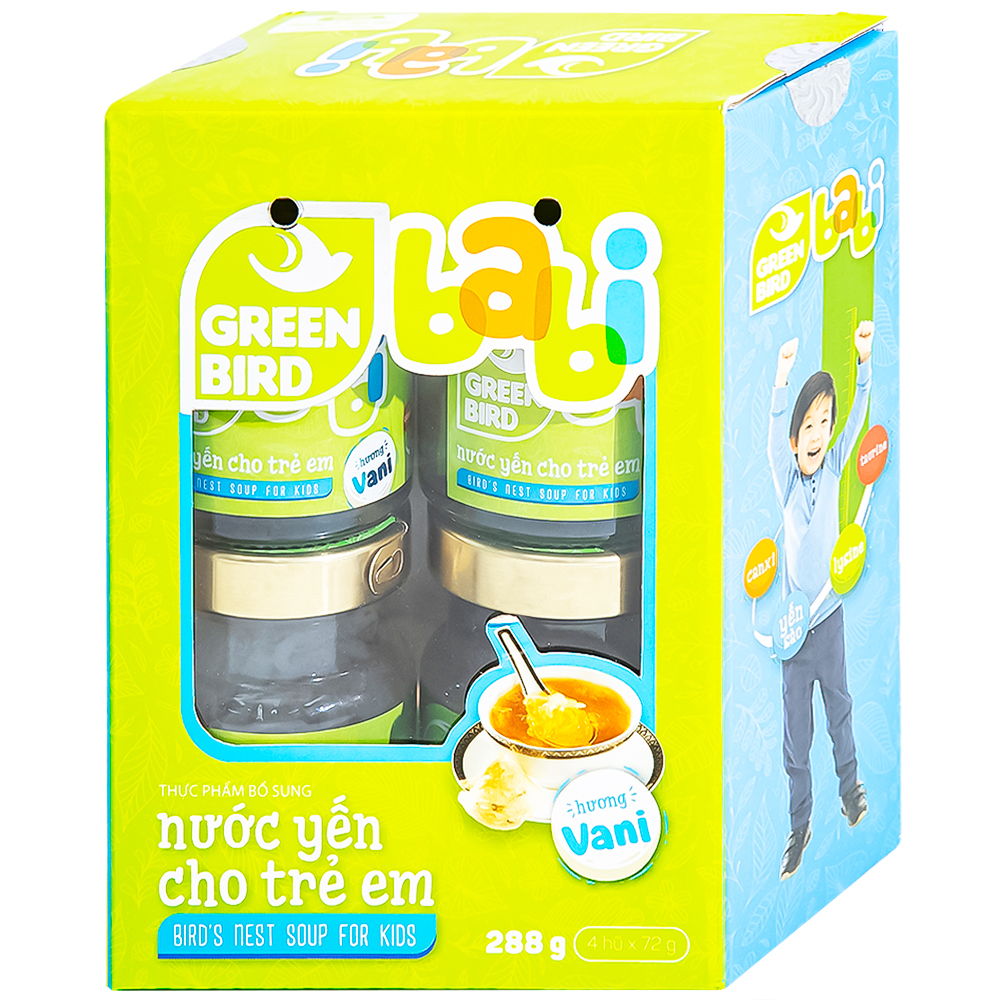 babi
GREEN
BIRD
GREEN
BIRD
babi
GREEN
BIRD
babi
yến cho trẻ em
NEST SOUP FOR KIDS
hương
Vani
GREEN
BIRD
nước yến cho trẻ em
BIRD'S NEST SOUP FOR KIDS
taurine
lysine
canxi
yến
sào
THỰC PHẨM BỔ SUNG
nước yến
cho trẻ em
BIRD'S NEST SOUP FOR KIDS
hương
Vani
288 g
4 hũ x 72 g